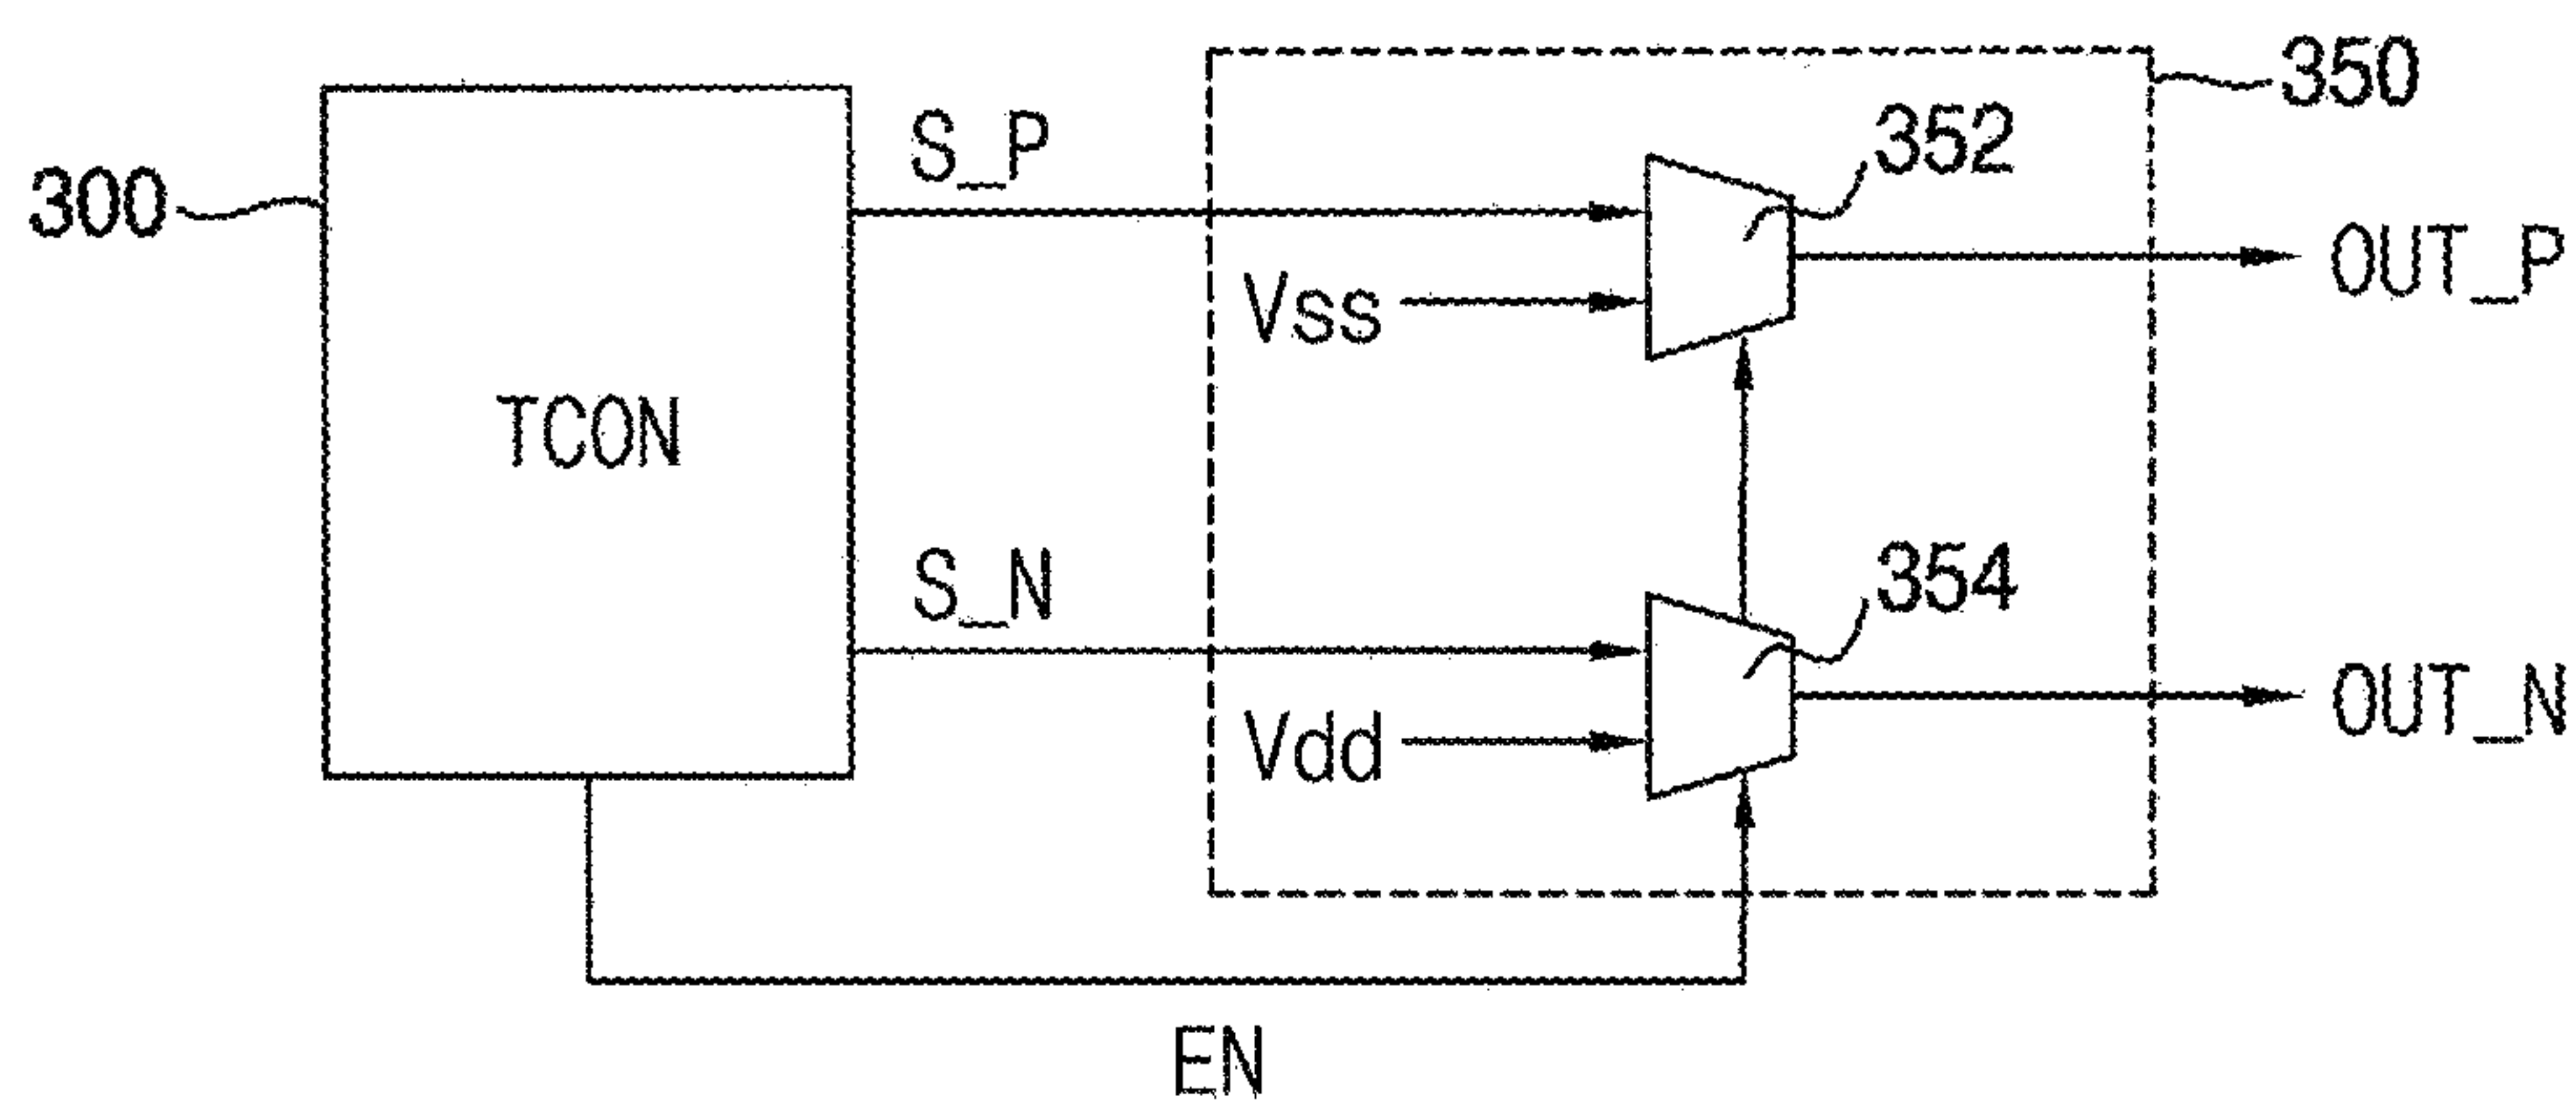 350
S_P
352
300
OUT_P
Vss
TCON
S_N
354
OUT_N
Vdd
EN